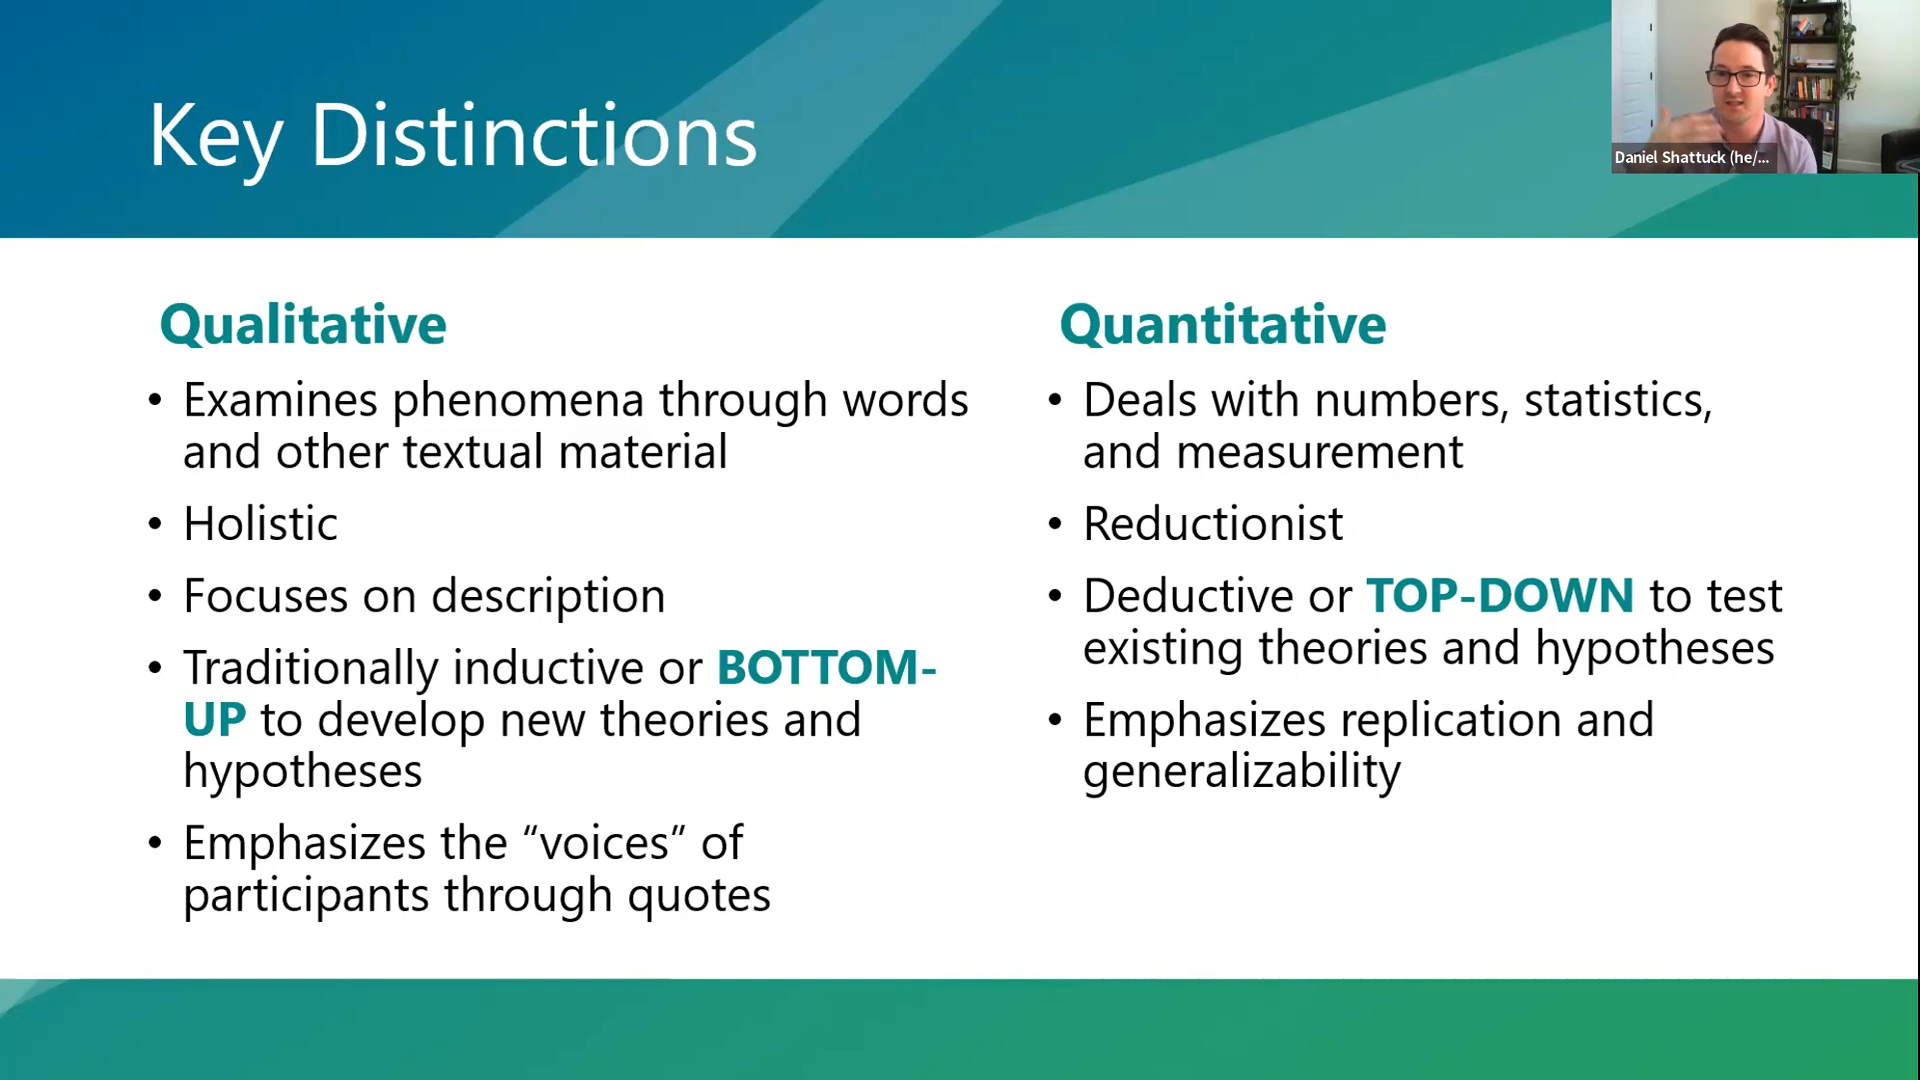 Key Distinctions
Daniel Shattuck (he/...
Qualitative
• Examines phenomena through words
and other textual material
• Holistic
• Focuses on description
• Traditionally inductive or BOTTOM-
UP to develop new theories and
hypotheses
• Emphasizes the “voices” of
participants through quotes
Quantitative
• Deals with numbers, statistics,
and measurement
• Reductionist
• Deductive or TOP-DOWN to test
existing theories and hypotheses
• Emphasizes replication and
generalizability